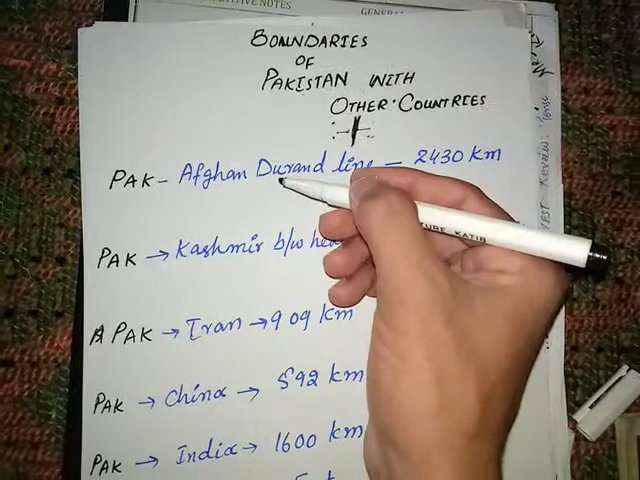 BOUNDARIES
OF
PAKISTAN WITH
OTHER COUNTRIES
PAK - Afghan Durand line - 2430 km
PAK → Kashmir b/w
PAK → Iran → 909 km
PAK → China → 592 km
PAK → India → 1600 km